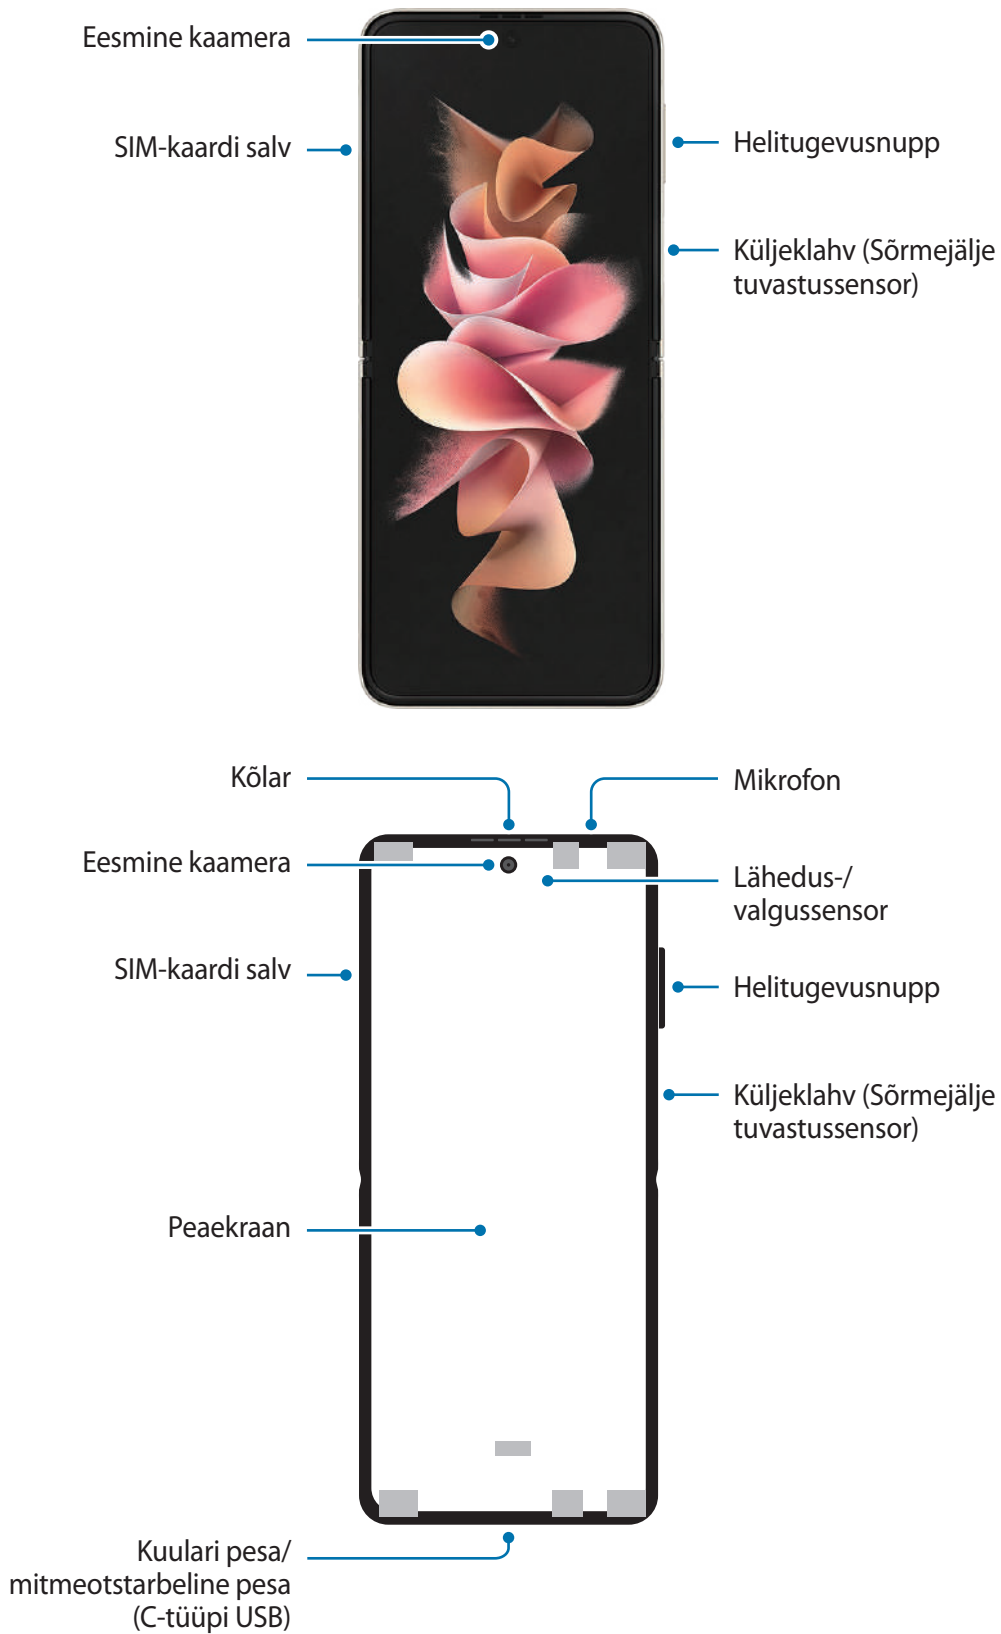 Eesmine kaamera
SIM-kaardi salv
Helitugevusnupp
Küljeklahv (Sõrmejälje
tuvastussensor)
Kõlar
Mikrofon
Eesmine kaamera
Lähedus-/
valgussensor
SIM-kaardi salv
Helitugevusnupp
Küljeklahv (Sõrmejälje
tuvastussensor)
Peaekraan
Kuulari pesa/
mitmeotstarbeline pesa
(C-tüüpi USB)